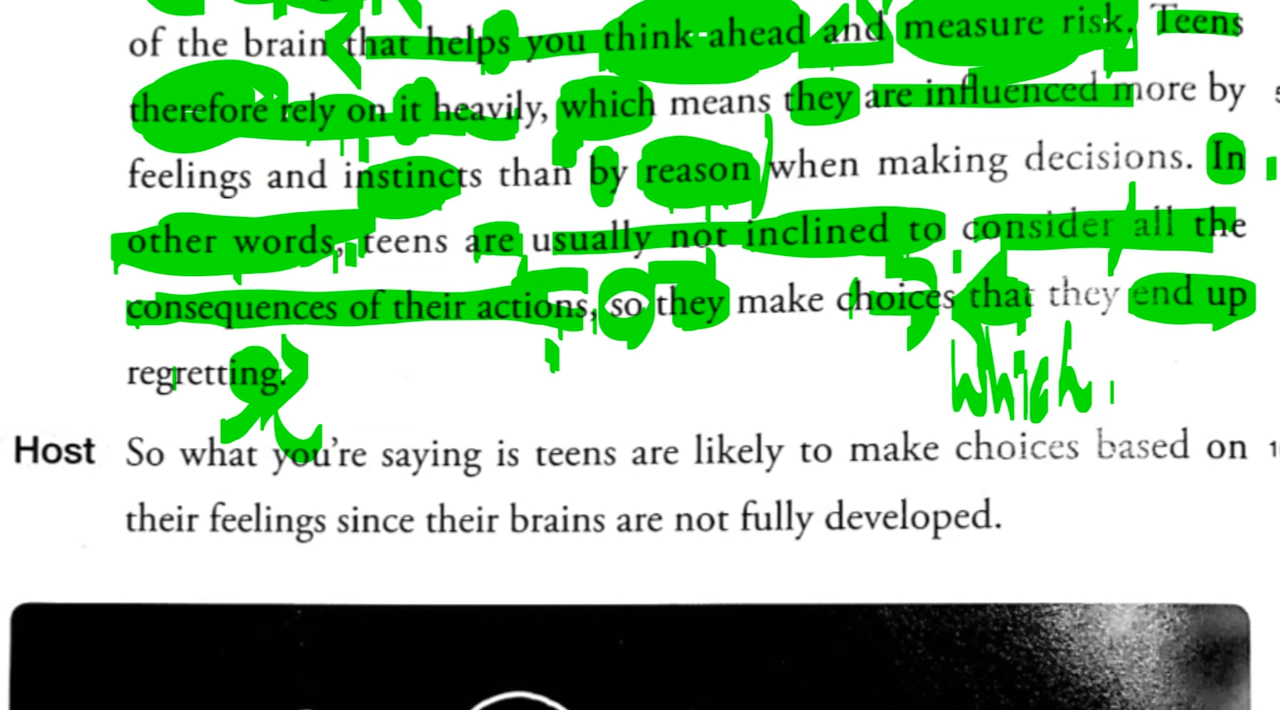 of the brain that helps you think ahead and measure risk. Teens
therefore rely on it heavily, which means they are influenced more by
feelings and instincts than by reason when making decisions. In
other words, teens are usually not inclined to consider all the
consequences of their actions, so they make choices that they end up
which
regretting.
Host So what you're saying is teens are likely to make choices based on
their feelings since their brains are not fully developed.